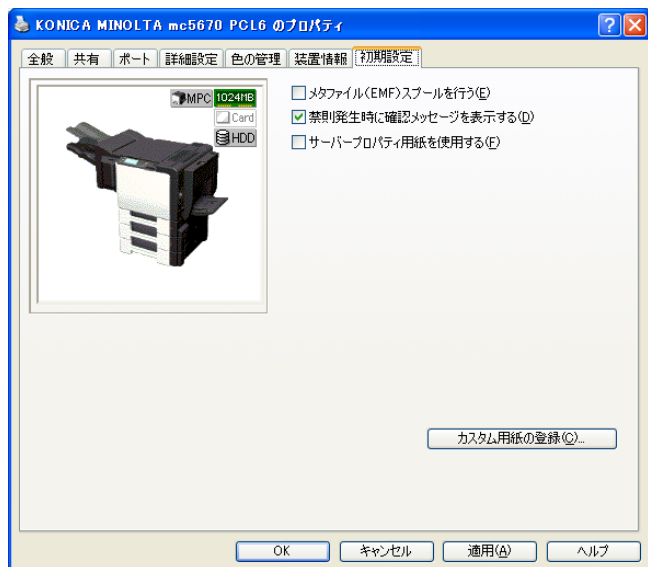 KONICA MINOLTA mc5670 PCL6 のプロパティ
全般 共有 ポート 詳細設定 色の管理 装置情報 初期設定
MPC 1024MB
Card
HDD
メタファイル(EMF)スプールを行う(E)
禁則発生時に確認メッセージを表示する(D)
サーバープロパティ用紙を使用する(F)
カスタム用紙の登録(C)...
OK キャンセル 適用(A) ヘルプ